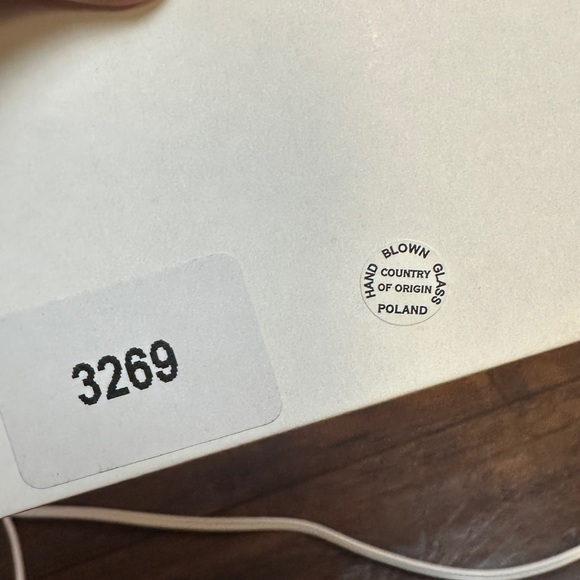 HAND BLOWN GLASS
COUNTRY
OF ORIGIN
POLAND
3269